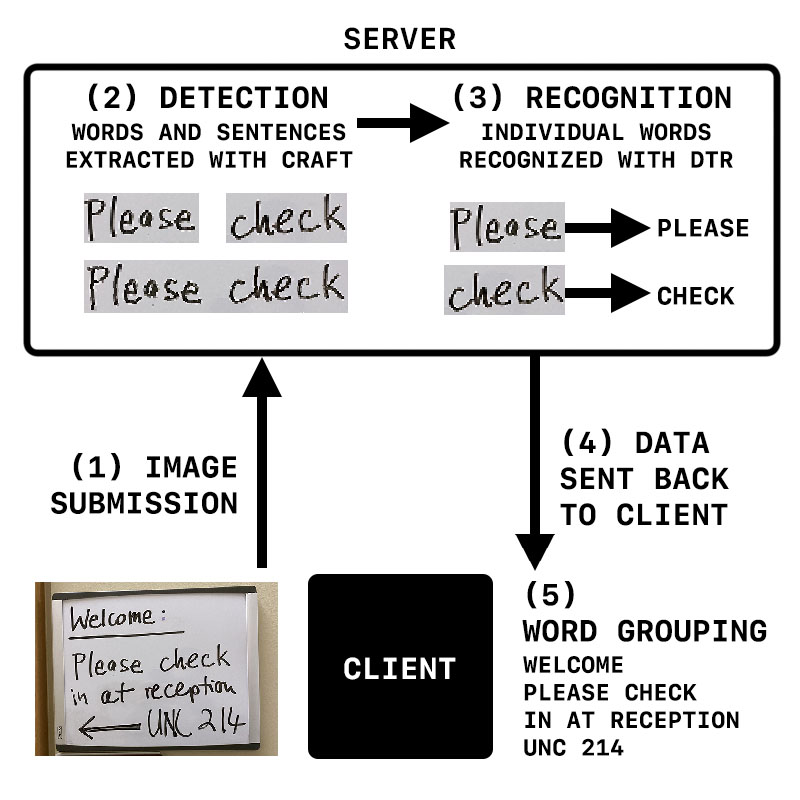 SERVER
(2) DETECTION
WORDS AND SENTENCES
EXTRACTED WITH CRAFT
Please check
Please check
(3) RECOGNITION
INDIVIDUAL WORDS
RECOGNIZED WITH DTR
Please PLEASE
check CHECK
(1) IMAGE
SUBMISSION
(4) DATA
SENT BACK
TO CLIENT
Welcome:
Please check
in at reception
UNC 214
CLIENT
(5)
WORD GROUPING
WELCOME
PLEASE CHECK
IN AT RECEPTION
UNC 214